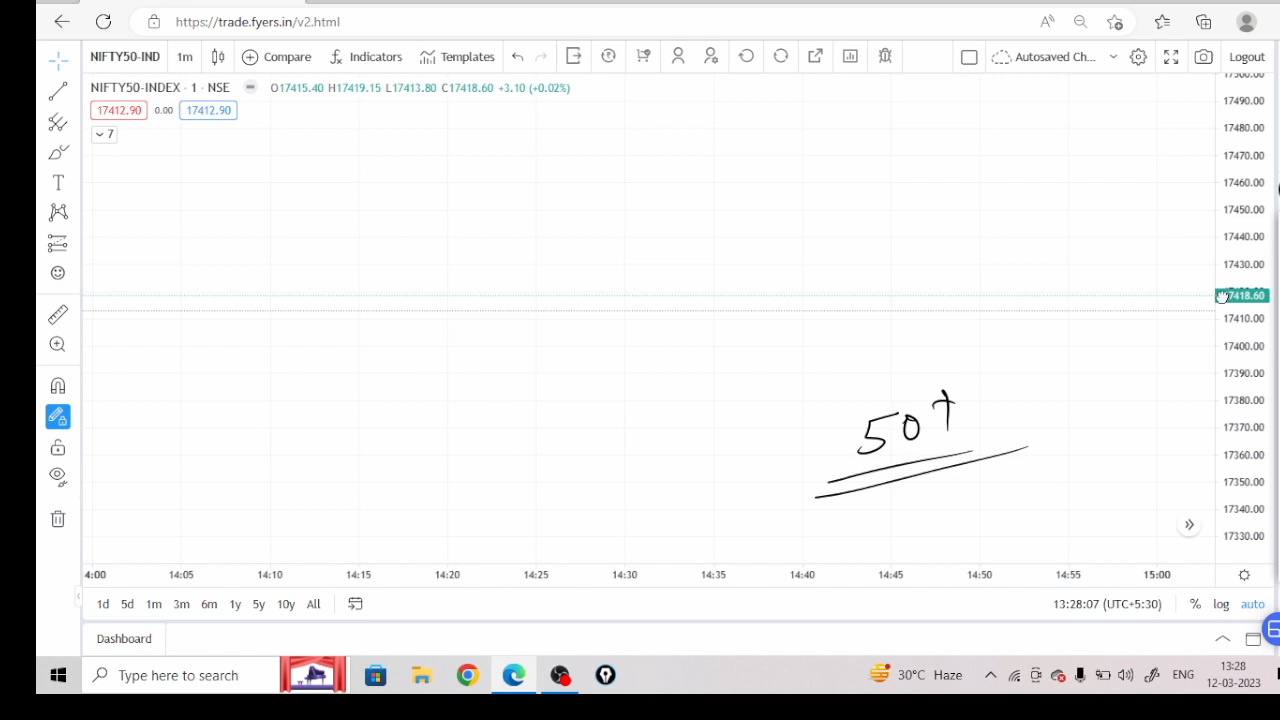 https://trade.fyers.in/v2.html
NIFTY50-IND 1m Compare Indicators Templates Autosaved Ch... Logout
NIFTY50-INDEX · 1 · NSE O17415.40 H17419.15 L17413.80 C17418.60 +3.10 (+0.02%)
17412.90 0.00 17412.90
7
17490.00
17480.00
17470.00
17460.00
17450.00
17440.00
17430.00
17418.60
17410.00
17400.00
17390.00
17380.00
17370.00
17360.00
17350.00
17340.00
17330.00
50+
4:00 14:05 14:10 14:15 14:20 14:25 14:30 14:35 14:40 14:45 14:50 14:55 15:00
1d 5d 1m 3m 6m 1y 5y 10y All 13:28:07 (UTC+5:30) % log auto
Dashboard
Type here to search 30°C Haze ENG 13:28
12-03-2023